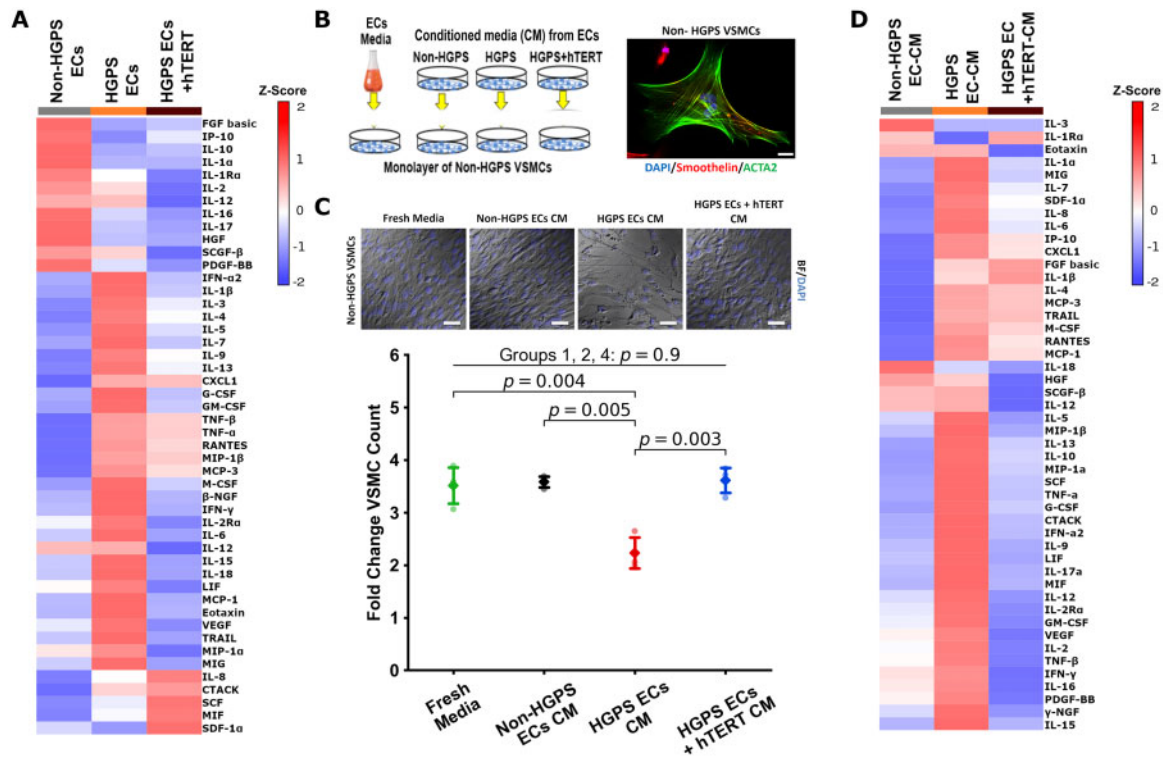 A
Non-HGPS
ECs
HGPS
ECs
HGPS ECs
+hTERT
Z-Score
2
1
0
-1
-2
FGF basic
IP-10
IL-10
IL-1α
IL-1Rα
IL-2
IL-12
IL-16
IL-17
HGF
SCGF-β
PDGF-BB
IFN-α2
IL-1β
IL-3
IL-4
IL-5
IL-7
IL-9
IL-13
CXCL1
G-CSF
GM-CSF
TNF-β
TNF-α
RANTES
MIP-1β
MCP-3
M-CSF
β-NGF
IFN-γ
IL-2Rα
IL-6
IL-12
IL-15
IL-18
LIF
MCP-1
Eotaxin
VEGF
TRAIL
MIP-1α
MIG
IL-8
CTACK
SCF
MIF
SDF-1α
B
ECs
Media
Conditioned media (CM) from ECs
Non-HGPS HGPS HGPS+hTERT
Monolayer of Non-HGPS VSMCs
Non- HGPS VSMCs
DAPI/Smoothelin/ACTA2
C
Fresh Media
Non-HGPS ECs CM
HGPS ECs CM
HGPS ECs + hTERT
CM
Non-HGPS VSMCs
BF/DAPI
Groups 1, 2, 4: p = 0.9
p = 0.004
p = 0.005
p = 0.003
Fold Change VSMC Count
6
5
4
3
2
1
0
Fresh
Media
Non-HGPS
ECs CM
HGPS ECs
CM
HGPS ECs
+ hTERT CM
D
Non-HGPS
EC-CM
HGPS
EC-CM
HGPS EC
+hTERT-CM
Z-Score
2
1
0
-1
-2
IL-3
IL-1Rα
Eotaxin
IL-1α
MIG
IL-7
SDF-1α
IL-8
IL-6
IP-10
CXCL1
FGF basic
IL-1β
IL-4
MCP-3
TRAIL
M-CSF
RANTES
MCP-1
IL-18
HGF
SCGF-β
IL-12
IL-5
MIP-1β
IL-13
IL-10
MIP-1a
SCF
TNF-a
G-CSF
CTACK
IFN-a2
IL-9
LIF
IL-17a
MIF
IL-12
IL-2Rα
GM-CSF
VEGF
IL-2
TNF-β
IFN-γ
IL-16
PDGF-BB
γ-NGF
IL-15